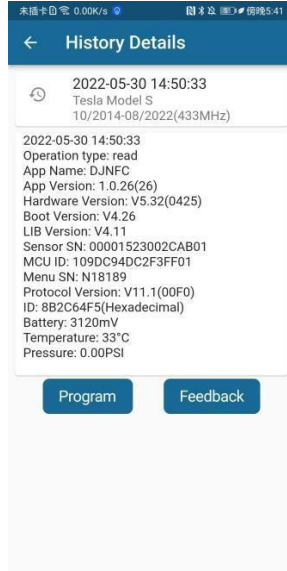 未插卡 0.00K/s 傍晚5:41
History Details
2022-05-30 14:50:33
Tesla Model S
10/2014-08/2022(433MHz)
2022-05-30 14:50:33
Operation type: read
App Name: DJNFC
App Version: 1.0.26(26)
Hardware Version: V5.32(0425)
Boot Version: V4.26
LIB Version: V4.11
Sensor SN: 00001523002CAB01
MCU ID: 109DC94DC2F3FF01
Menu SN: N18189
Protocol Version: V11.1(00F0)
ID: 8B2C64F5(Hexadecimal)
Battery: 3120mV
Temperature: 33°C
Pressure: 0.00PSI
Program Feedback